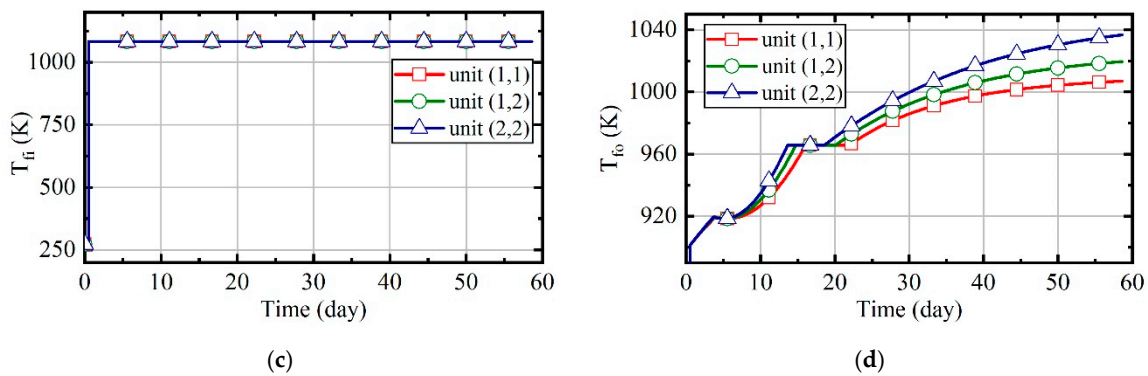 1000
750
500
250
T_fi (K)
unit (1,1)
unit (1,2)
unit (2,2)
0 10 20 30 40 50 60
Time (day)
(c)
1040
1000
960
920
T_fo (K)
unit (1,1)
unit (1,2)
unit (2,2)
0 10 20 30 40 50 60
Time (day)
(d)